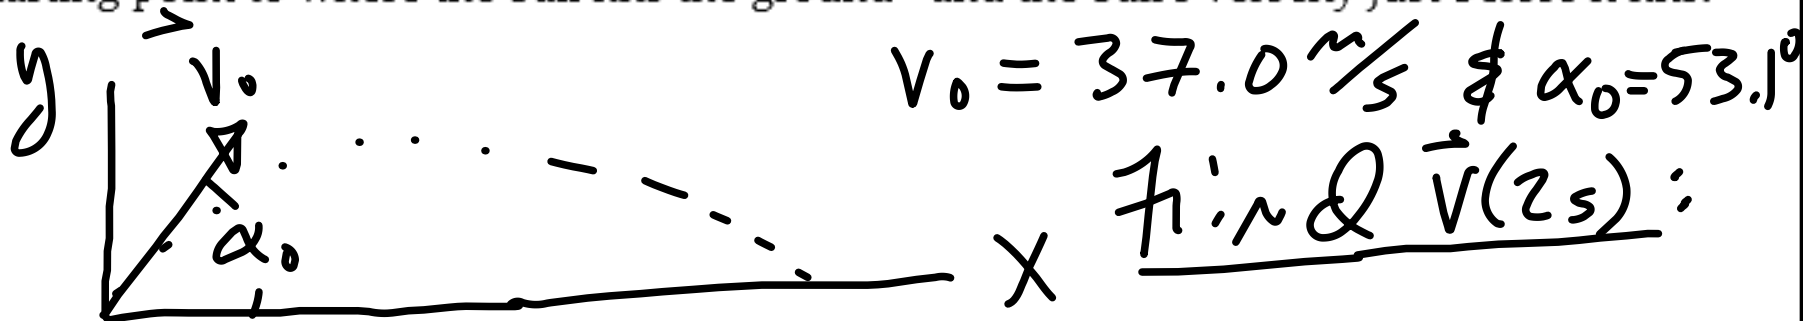 y v₀ V₀ = 37.0 m/s & α₀=53.1°
α₀ Find v(2s):
X